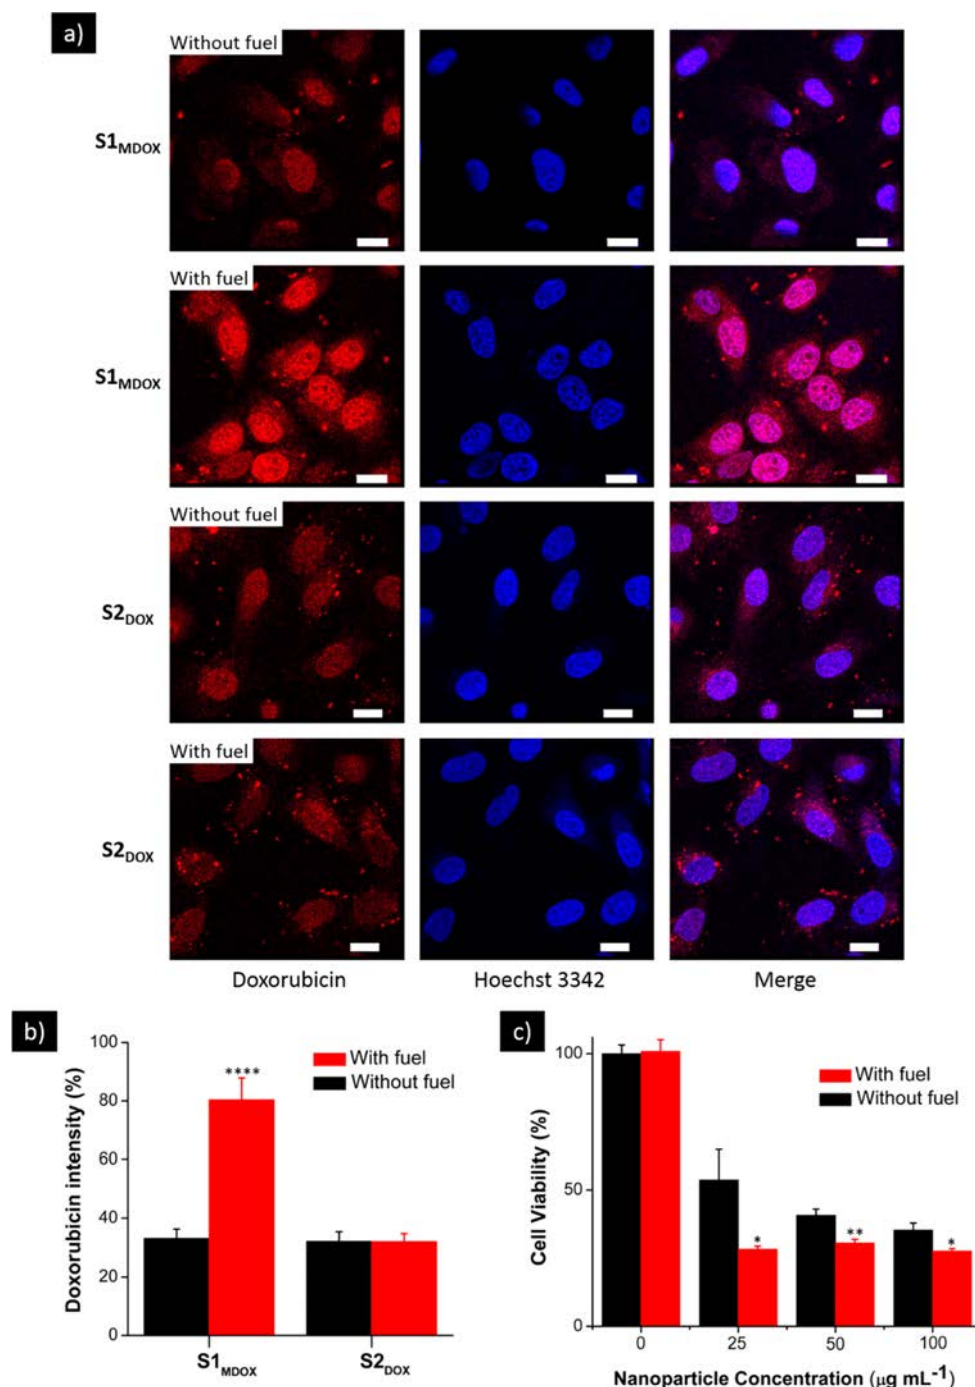 a)
Without fuel
S1MDOX
With fuel
S1MDOX
Without fuel
S2DOX
With fuel
S2DOX
Doxorubicin Hoechst 3342 Merge
b)
Doxorubicin intensity (%)
100
80
60
40
20
0
With fuel
Without fuel
****
S1MDOX S2DOX
c)
Cell Viability (%)
100
50
0
With fuel
Without fuel
* ** *
0 25 50 100
Nanoparticle Concentration (µg mL-1)